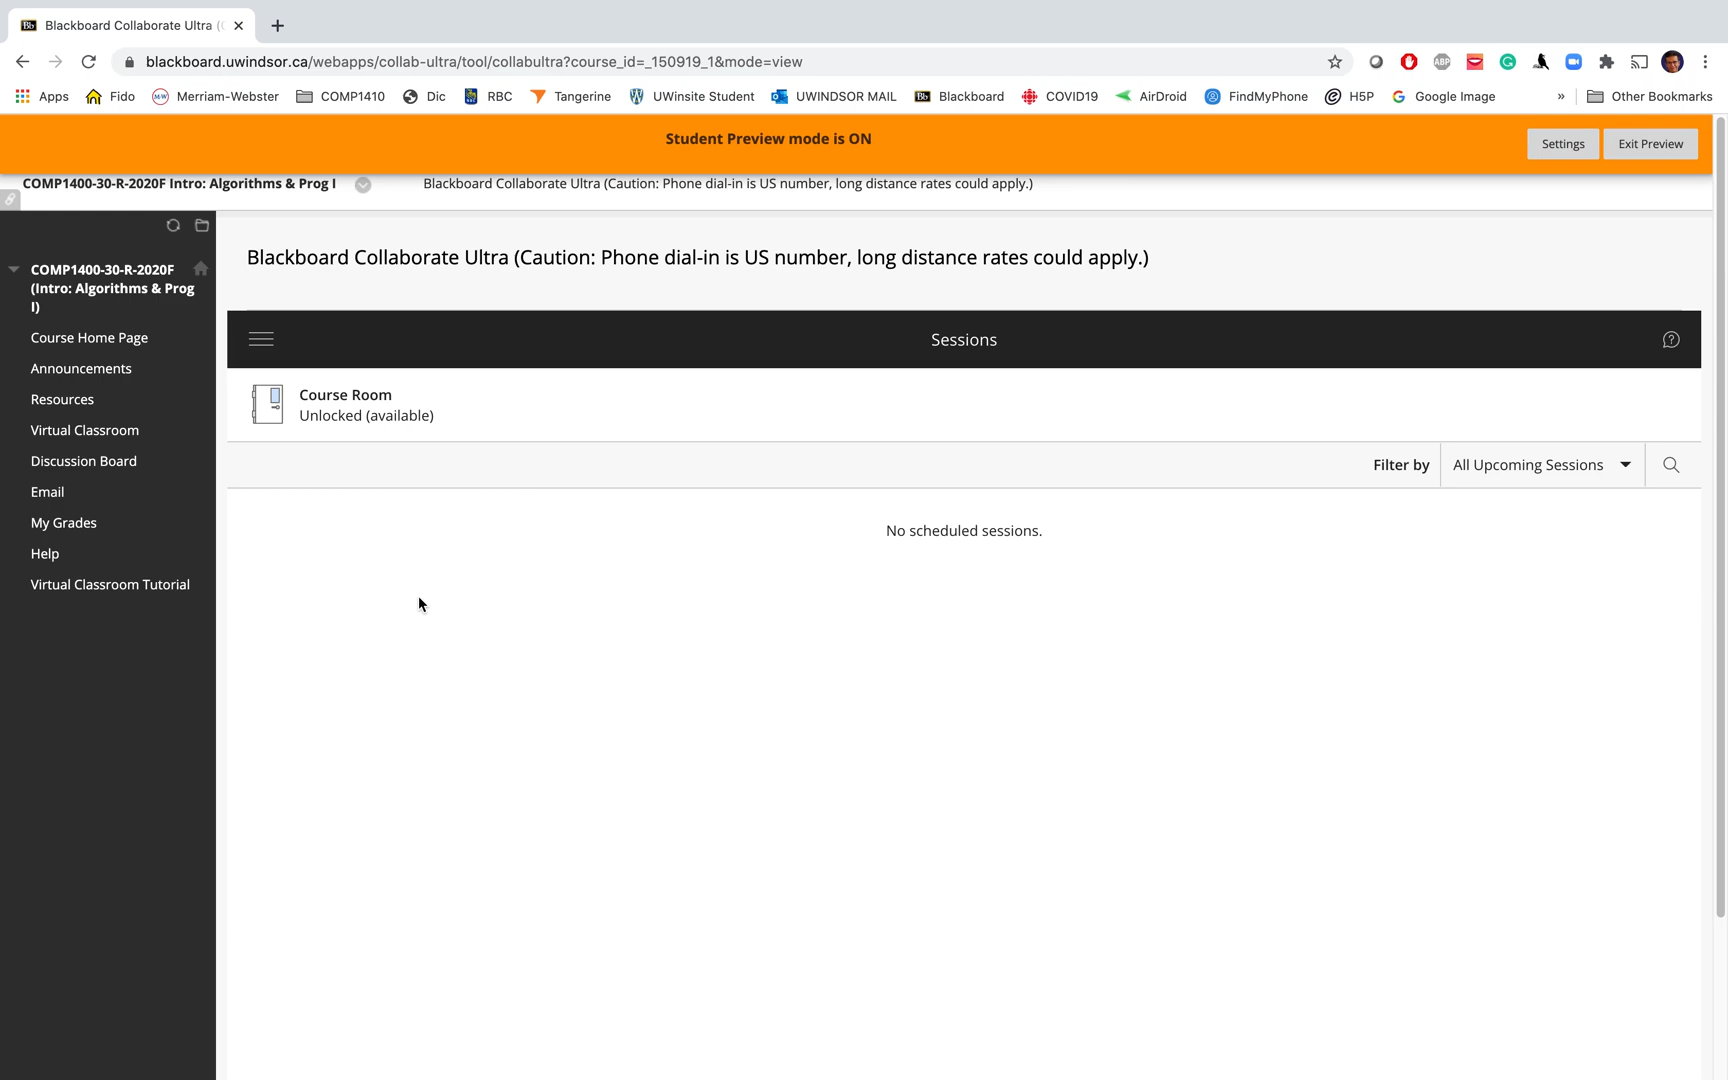 Blackboard Collaborate Ultra (
blackboard.uwindsor.ca/webapps/collab-ultra/tool/collabultra?course_id=_150919_1&mode=view
ABP
Apps Fido Merriam-Webster COMP1410 Dic RBC Tangerine UWinsite Student UWINDSOR MAIL Bb Blackboard COVID19 AirDroid FindMyPhone H5P Google Image » Other Bookmarks
Student Preview mode is ON
Settings Exit Preview
COMP1400-30-R-2020F Intro: Algorithms & Prog I Blackboard Collaborate Ultra (Caution: Phone dial-in is US number, long distance rates could apply.)
COMP1400-30-R-2020F
(Intro: Algorithms & Prog
I)
Course Home Page
Announcements
Resources
Virtual Classroom
Discussion Board
Email
My Grades
Help
Virtual Classroom Tutorial
Blackboard Collaborate Ultra (Caution: Phone dial-in is US number, long distance rates could apply.)
Sessions
Course Room
Unlocked (available)
Filter by All Upcoming Sessions
No scheduled sessions.